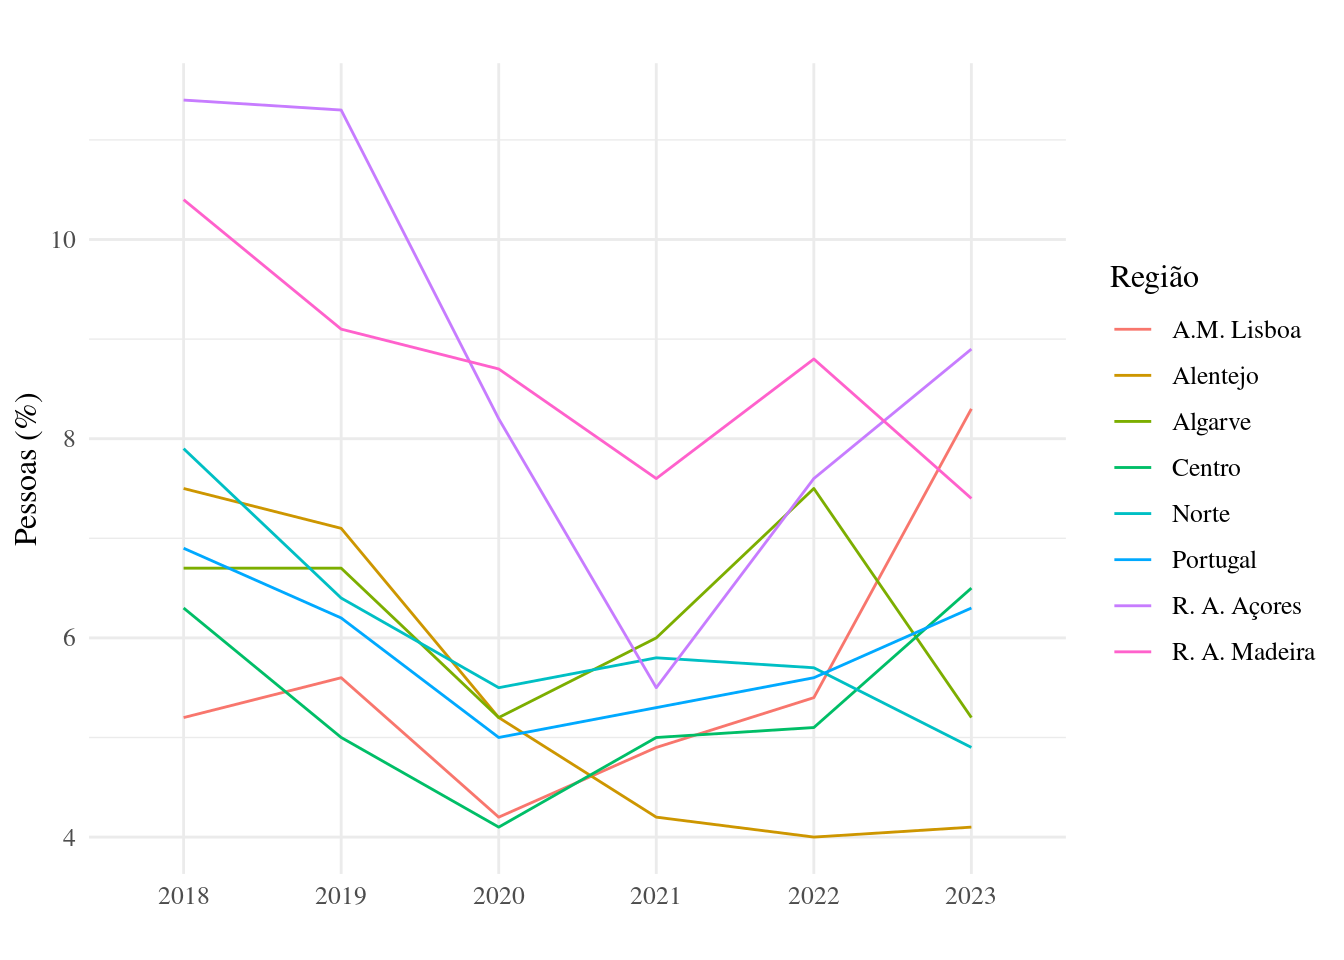 Pessoas (%)
10
8
6
4
2018 2019 2020 2021 2022 2023
Região
A.M. Lisboa
Alentejo
Algarve
Centro
Norte
Portugal
R. A. Açores
R. A. Madeira